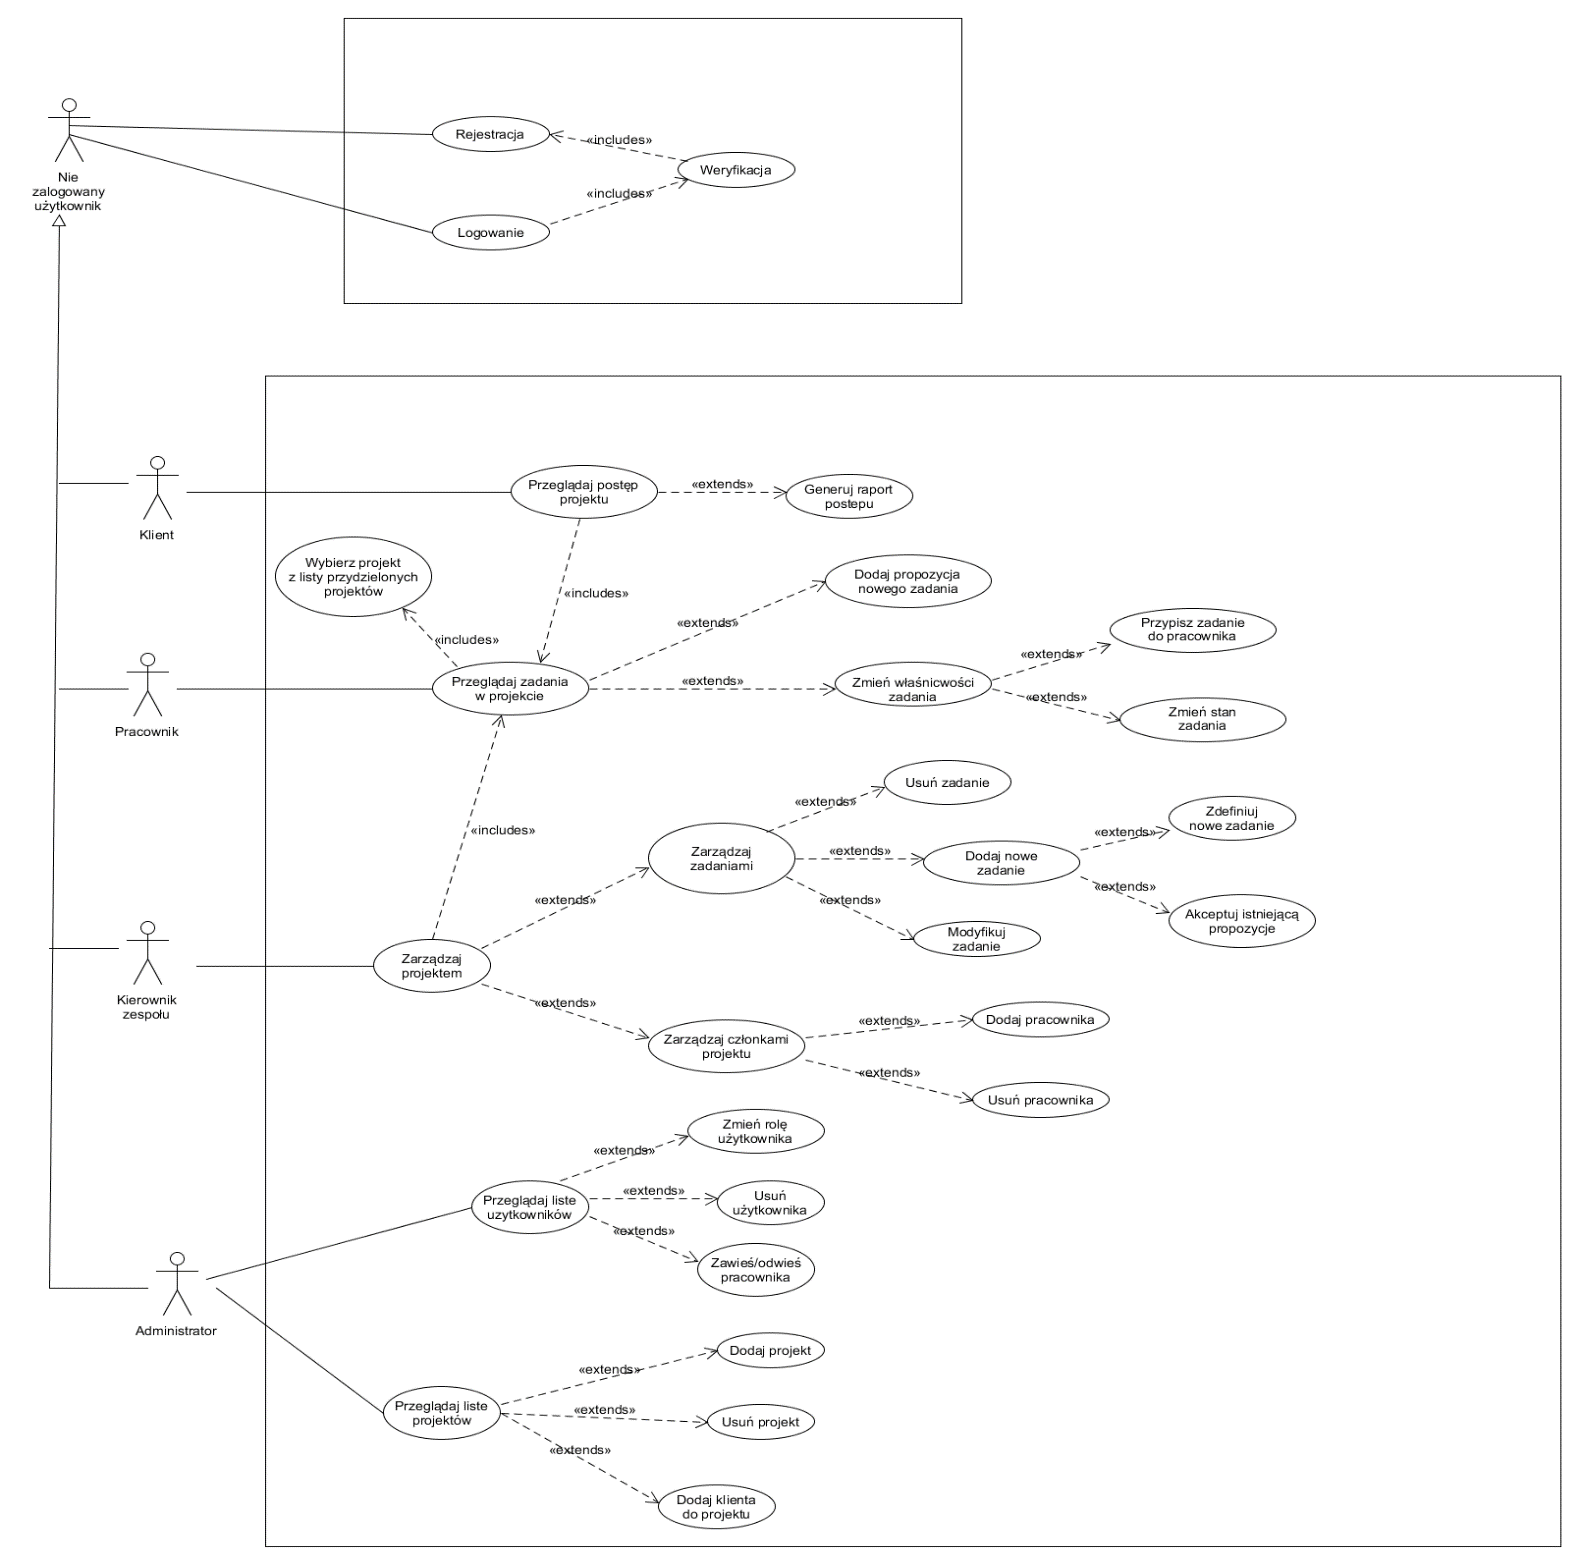 Nie
zalogowany
użytkownik
Rejestracja
«includes»
Weryfikacja
«includes»
Logowanie
Klient
Przeglądaj postęp
projektu
«extends»
Generuj raport
postepu
Wybierz projekt
z listy przydzielonych
projektów
«includes»
«includes»
Dodaj propozycja
nowego zadania
«extends»
Pracownik
Przeglądaj zadania
w projekcie
«extends»
Zmień właśnicwości
zadania
«extends»
Przypisz zadanie
do pracownika
«extends»
Zmień stan
zadania
«includes»
Kierownik
zespołu
Zarządzaj
projektem
«extends»
Zarządzaj
zadaniami
«extends»
Usuń zadanie
«extends»
Dodaj nowe
zadanie
«extends»
Zdefiniuj
nowe zadanie
«extends»
Akceptuj istniejącą
propozycje
«extends»
Modyfikuj
zadanie
«extends»
Zarządzaj członkami
projektu
«extends»
Dodaj pracownika
«extends»
Usuń pracownika
Administrator
Przeglądaj liste
uzytkowników
«extends»
Zmień rolę
użytkownika
«extends»
Usuń
użytkownika
«extends»
Zawieś/odwieś
pracownika
Przeglądaj liste
projektów
«extends»
Dodaj projekt
«extends»
Usuń projekt
«extends»
Dodaj klienta
do projektu